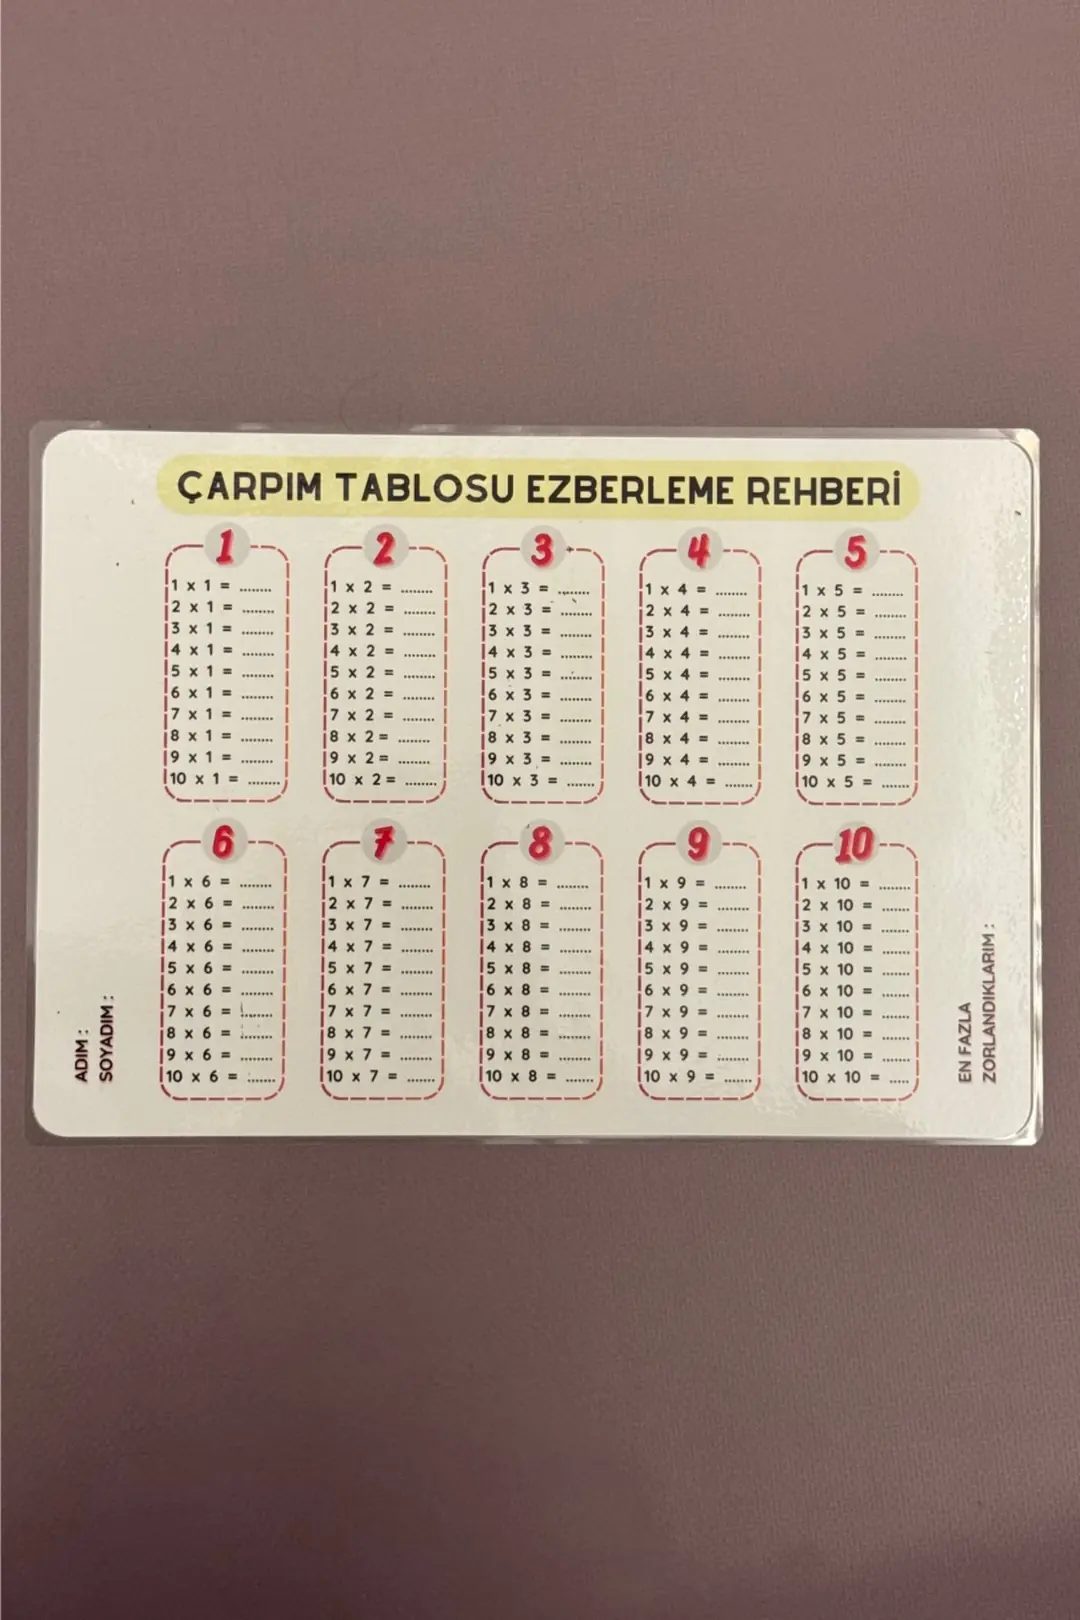 ÇARPIM TABLOSU EZBERLEME REHBERİ
1
1 x 1 = ........
2 x 1 = ........
3 x 1 = ........
4 x 1 = ........
5 x 1 = ........
6 x 1 = ........
7 x 1 = ........
8 x 1 = ........
9 x 1 = ........
10 x 1 = ........
2
1 x 2 = ........
2 x 2 = ........
3 x 2 = ........
4 x 2 = ........
5 x 2 = ........
6 x 2 = ........
7 x 2 = ........
8 x 2= ........
9 x 2= ........
10 x 2= ........
3
1 x 3 = ........
2 x 3 = ........
3 x 3 = ........
4 x 3 = ........
5 x 3 = ........
6 x 3 = ........
7 x 3 = ........
8 x 3 = ........
9 x 3 = ........
10 x 3 = .......
4
1 x 4 = ........
2 x 4 = ........
3 x 4 = ........
4 x 4 = ........
5 x 4 = ........
6 x 4 = ........
7 x 4 = ........
8 x 4 = ........
9 x 4 = ........
10 x 4 = .......
5
1 x 5 = ........
2 x 5 = ........
3 x 5 = ........
4 x 5 = ........
5 x 5 = ........
6 x 5 = ........
7 x 5 = ........
8 x 5 = ........
9 x 5 = ........
10 x 5 = .......
6
1 x 6 = ........
2 x 6 = ........
3 x 6 = ........
4 x 6 = ........
5 x 6 = ........
6 x 6 = ........
7 x 6 = ........
8 x 6 = ........
9 x 6 = ........
10 x 6 = .......
7
1 x 7 = ........
2 x 7 = ........
3 x 7 = ........
4 x 7 = ........
5 x 7 = ........
6 x 7 = ........
7 x 7 = ........
8 x 7 = ........
9 x 7 = ........
10 x 7 = .......
8
1 x 8 = ........
2 x 8 = ........
3 x 8 = ........
4 x 8 = ........
5 x 8 = ........
6 x 8 = ........
7 x 8 = ........
8 x 8 = ........
9 x 8 = ........
10 x 8 = .......
9
1 x 9 = ........
2 x 9 = ........
3 x 9 = ........
4 x 9 = ........
5 x 9 = ........
6 x 9 = ........
7 x 9 = ........
8 x 9 = ........
9 x 9 = ........
10 x 9 = .......
10
1 x 10 = ........
2 x 10 = ........
3 x 10 = ........
4 x 10 = ........
5 x 10 = ........
6 x 10 = ........
7 x 10 = ........
8 x 10 = ........
9 x 10 = ........
10 x 10 = .....
ADIM :
SOYADIM :
EN FAZLA
ZORLANDIKLARIM :